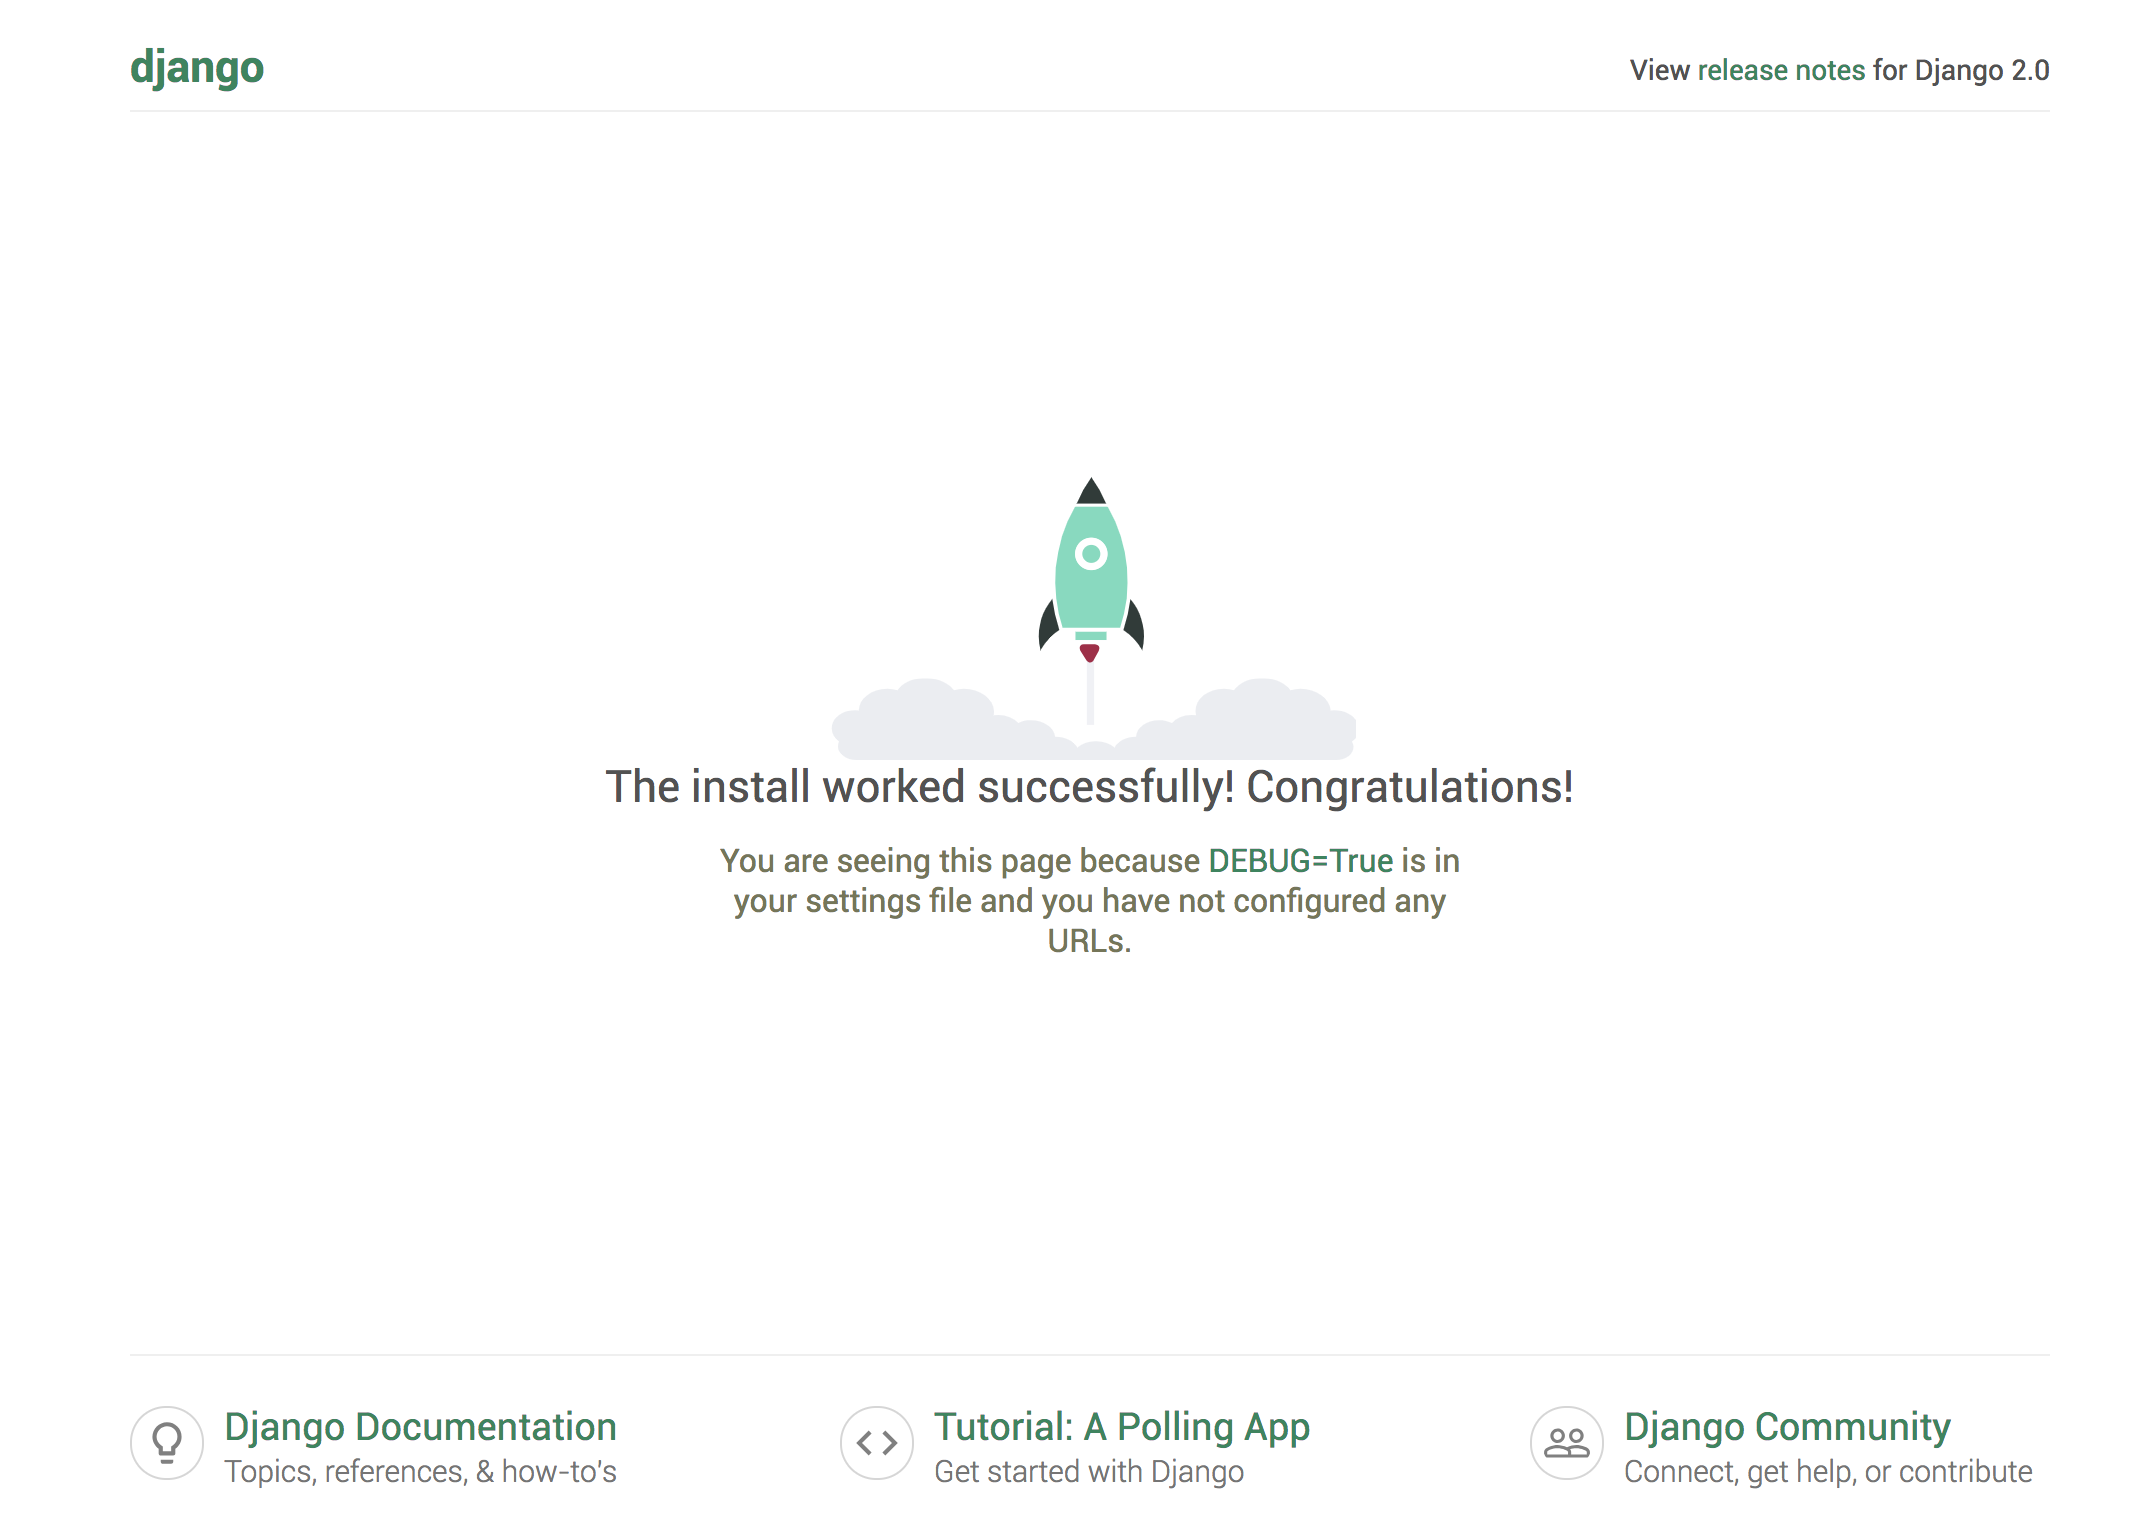 django
View release notes for Django 2.0
The install worked successfully! Congratulations!
You are seeing this page because DEBUG=True is in
your settings file and you have not configured any
URLs.
Django Documentation
Topics, references, & how-to's
Tutorial: A Polling App
Get started with Django
Django Community
Connect, get help, or contribute